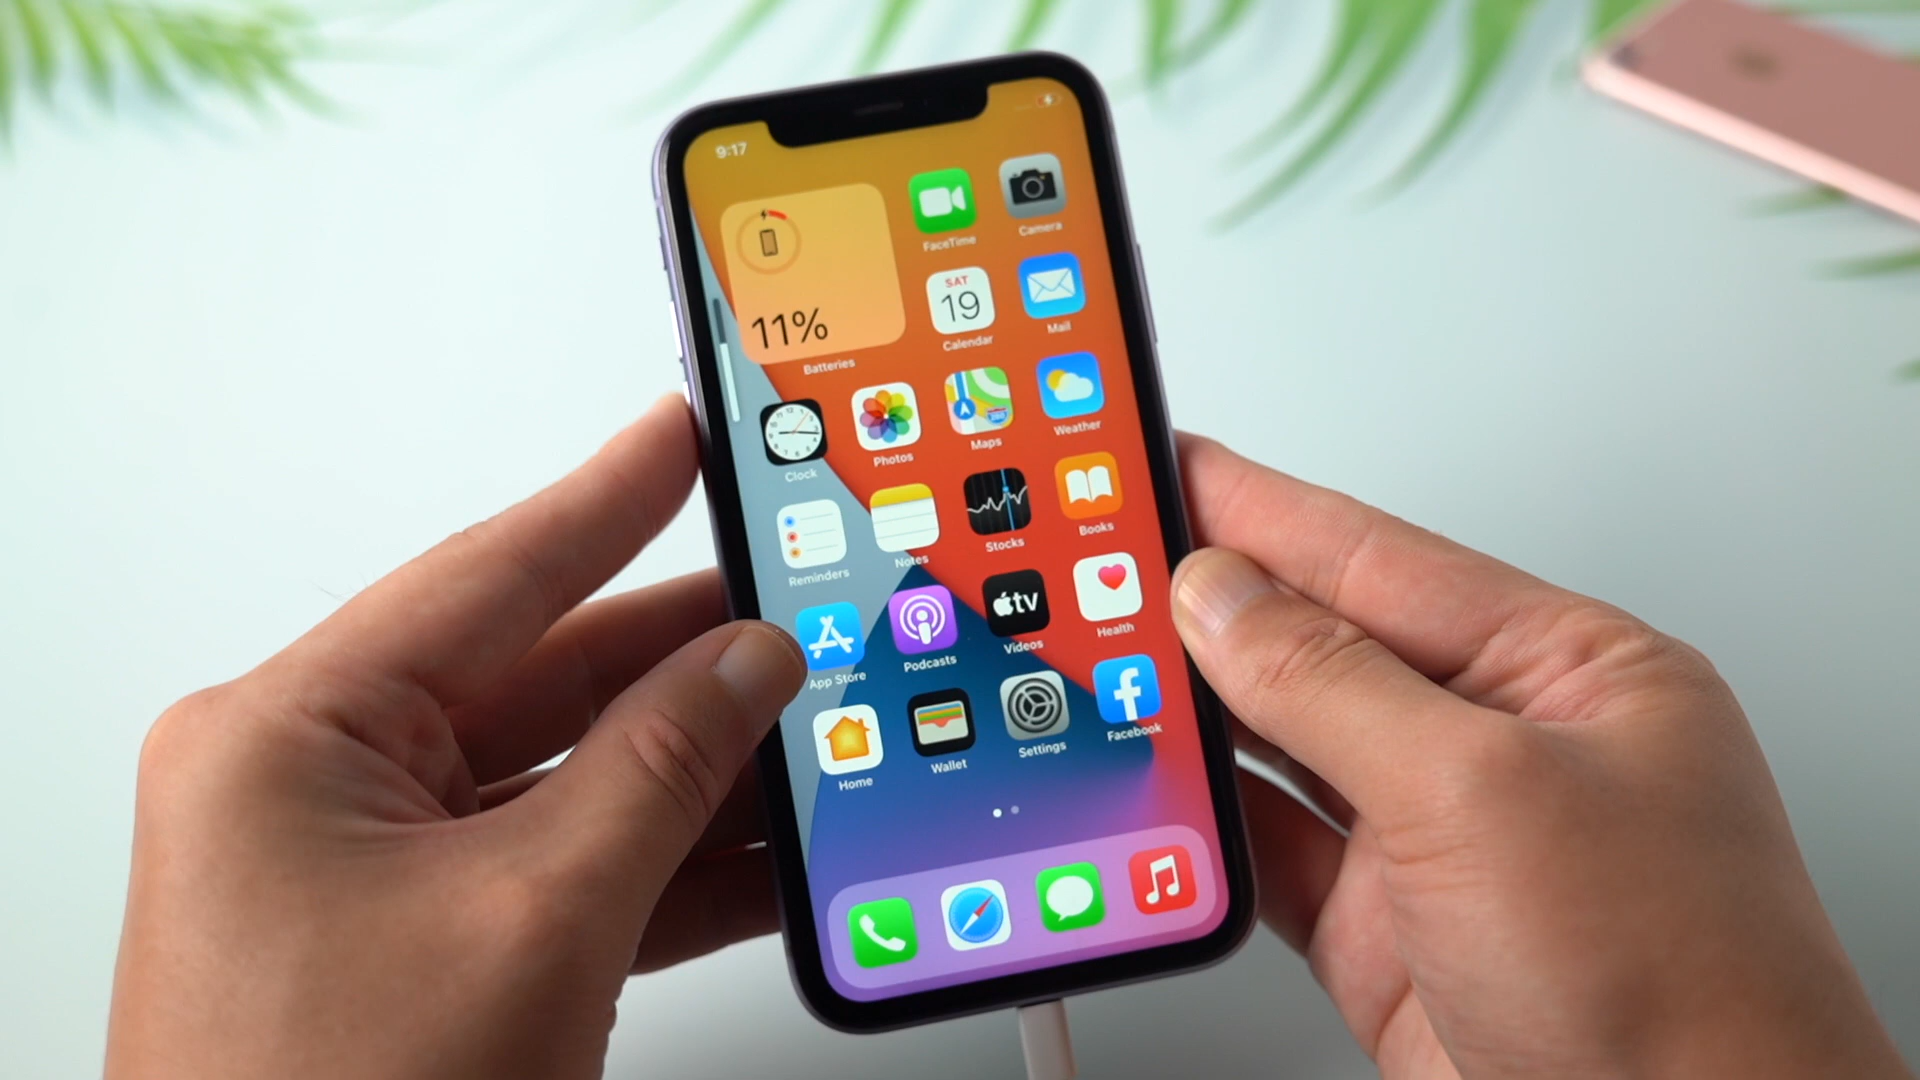 9:17
11%
Batteries
FaceTime
Camera
SAT
19
Calendar
Mail
Clock
Photos
Maps
Weather
Reminders
Notes
Stocks
Books
App Store
Podcasts
tv
Videos
Health
Home
Wallet
Settings
f
Facebook